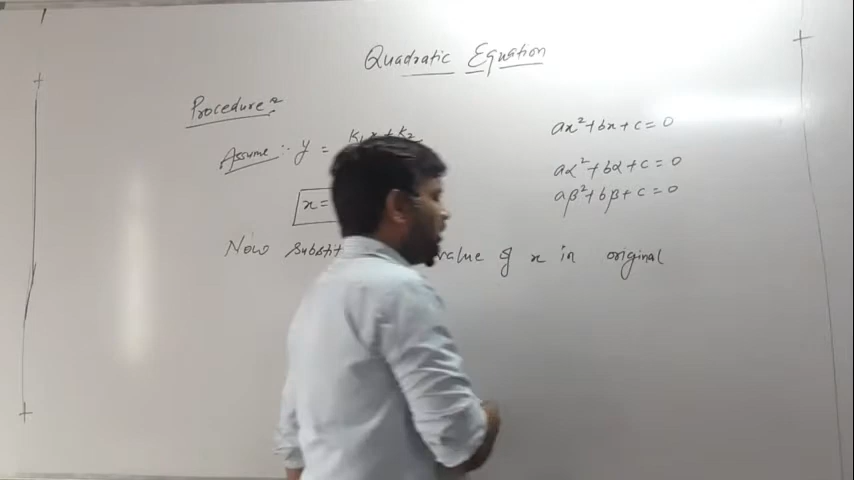 Quadratic Equation
Procedure :-
Assume :- y = K₁x + K₂
x =
Now Substit value of x in original
ax² + bx + c = 0
aα² + bα + c = 0
aβ² + bβ + c = 0